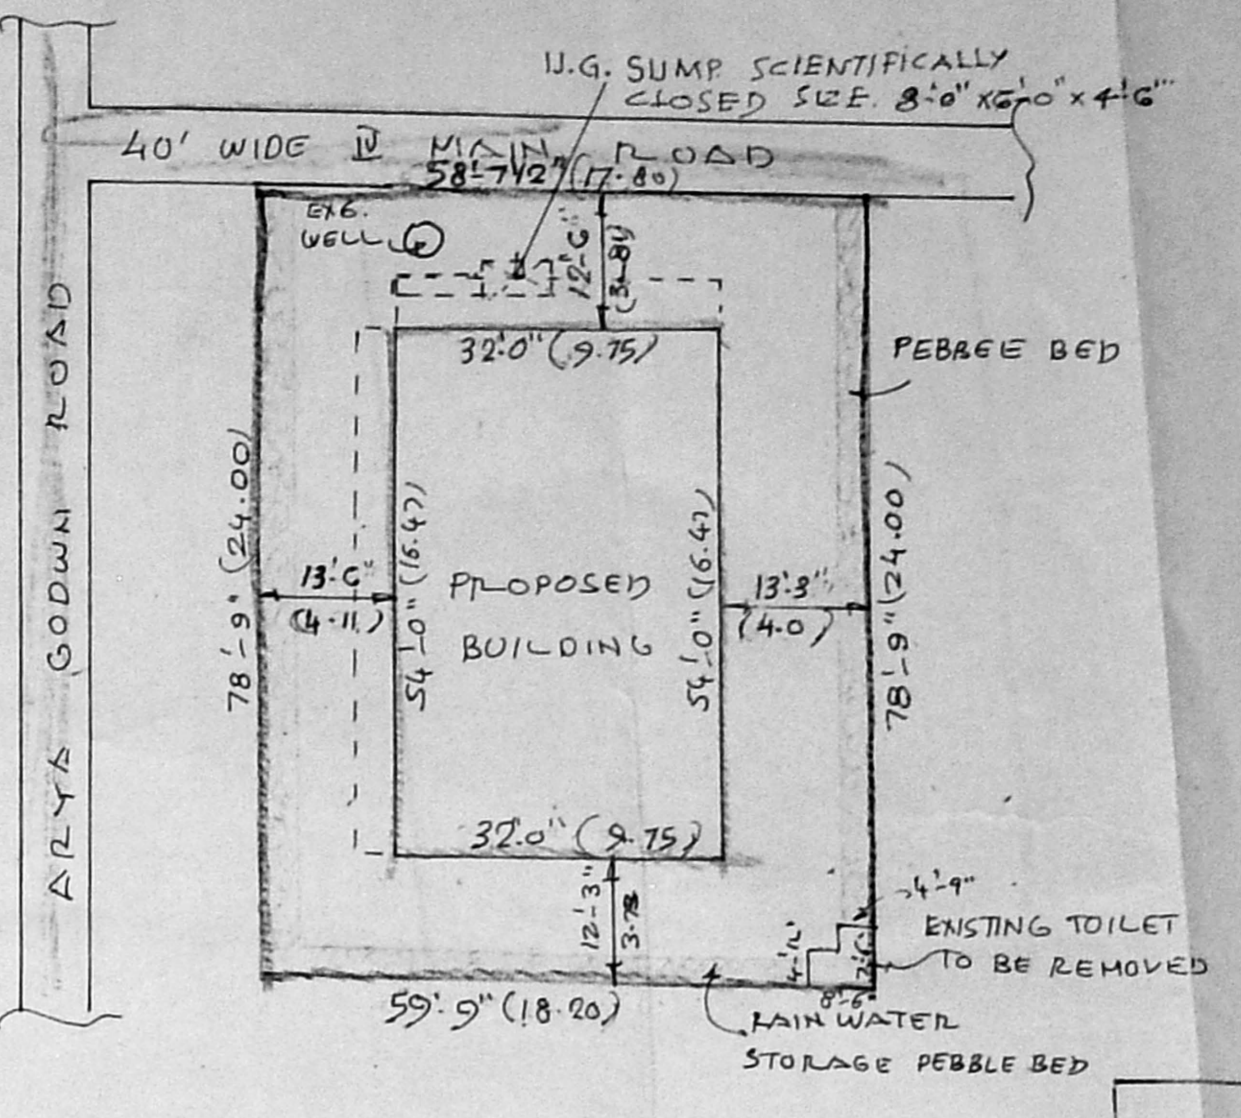 U.G. SUMP SCIENTIFICALLY
CLOSED SIZE. 8'-0" x 6'-0" x 4'-6"
40' WIDE IV MAIN ROAD
58'-7 1/2" (17.80)
EXG.
WELL
12'-6"
(3.81)
32'-0" (9.75)
PEBBLE BED
ARYA GODOWN ROAD
78'-9" (24.00)
13'-6"
(4.11)
54'-0" (16.47)
PROPOSED
BUILDING
54'-0" (16.47)
13'-3"
(4.0)
78'-9" (24.00)
32'-0" (9.75)
12'-3"
3.73
4'-9"
EXISTING TOILET
TO BE REMOVED
8'-6"
59'-9" (18.20)
RAIN WATER
STORAGE PEBBLE BED